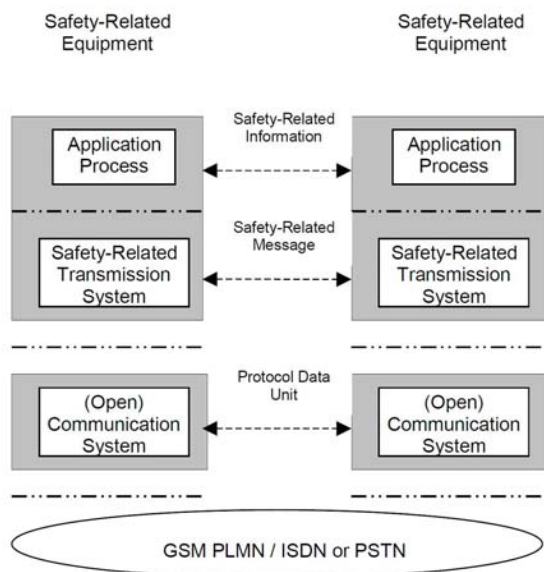 Safety-Related
Equipment
Safety-Related
Equipment
Safety-Related
Information
Application
Process
Application
Process
Safety-Related
Message
Safety-Related
Transmission
System
Safety-Related
Transmission
System
Protocol Data
Unit
(Open)
Communication
System
(Open)
Communication
System
GSM PLMN / ISDN or PSTN